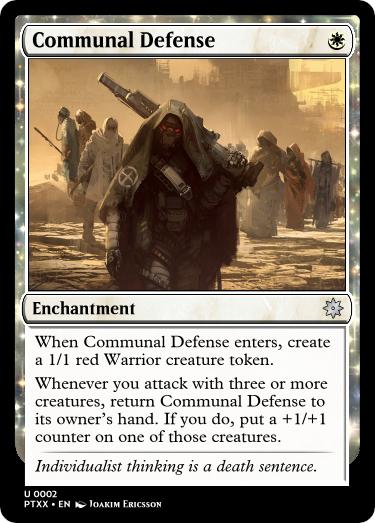 Communal Defense
Enchantment
When Communal Defense enters, create
a 1/1 red Warrior creature token.
Whenever you attack with three or more
creatures, return Communal Defense to
its owner's hand. If you do, put a +1/+1
counter on one of those creatures.
Individualist thinking is a death sentence.
U 0002
PTXX • EN Joakim Ericsson